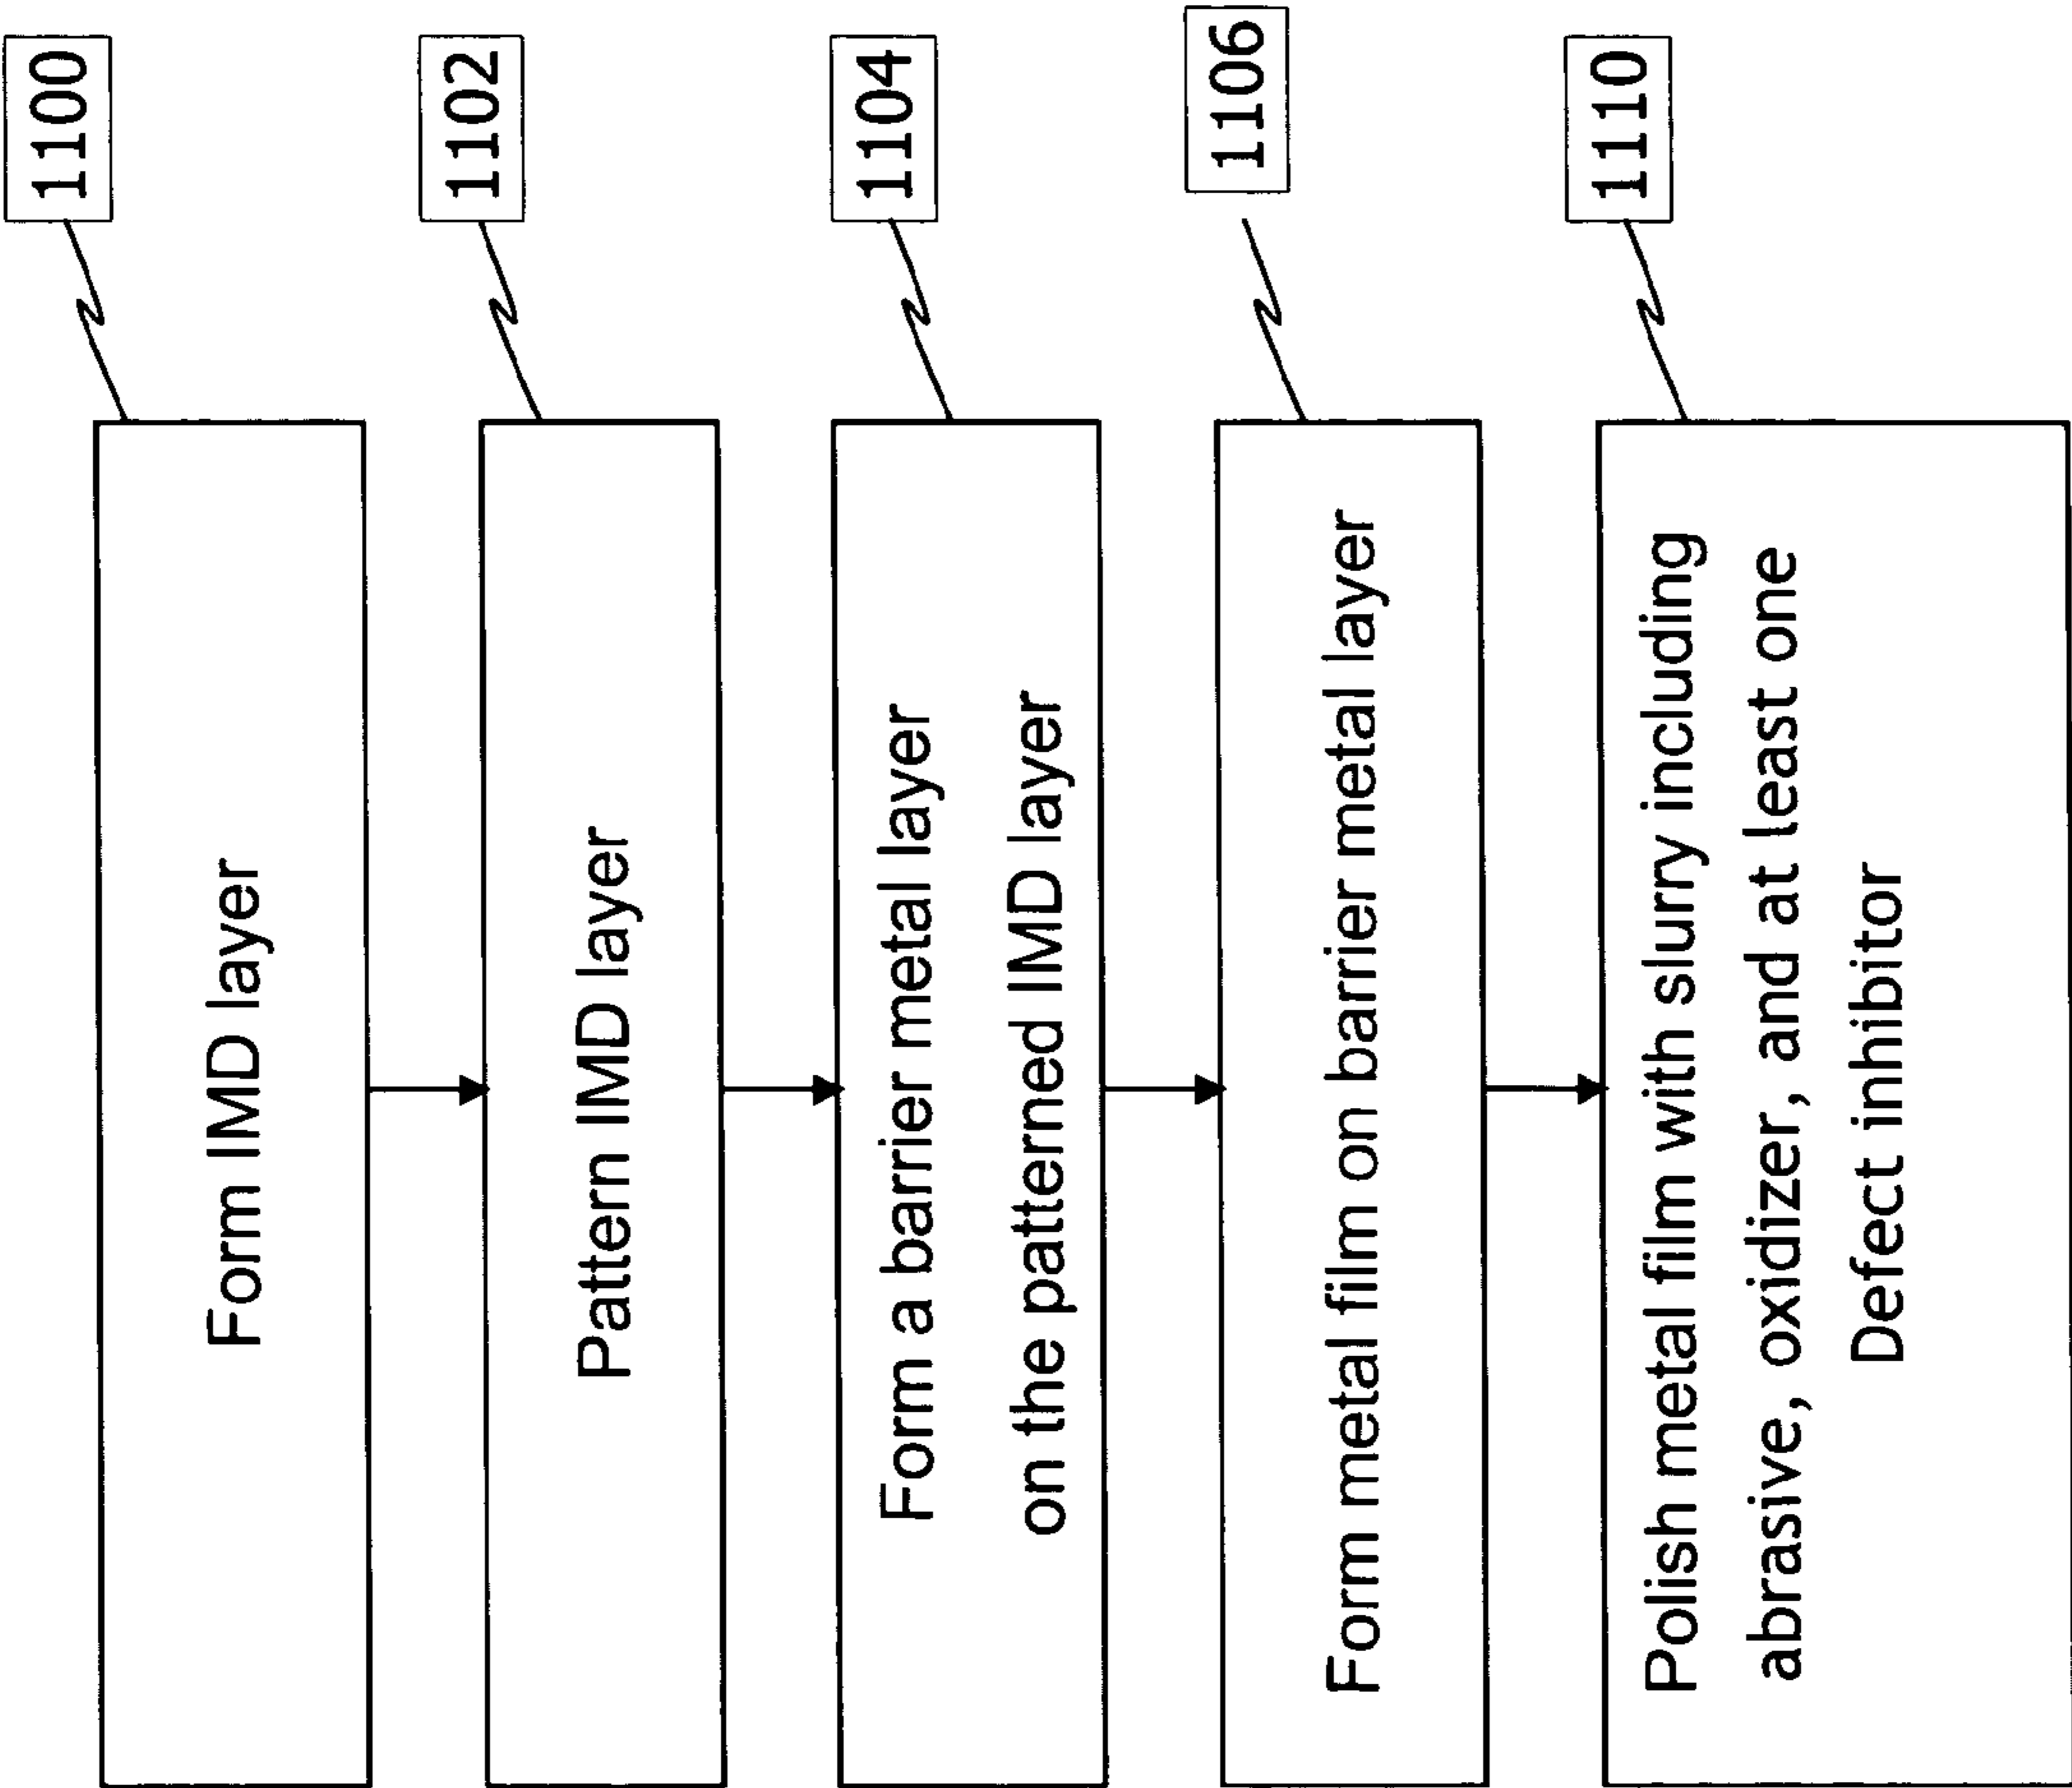 1100
Form IMD layer
1102
Pattern IMD layer
1104
Form a barrier metal layer
on the patterned IMD layer
1106
Form metal film on barrier metal layer
1110
Polish metal film with slurry including
abrasive, oxidizer, and at least one
Defect inhibitor